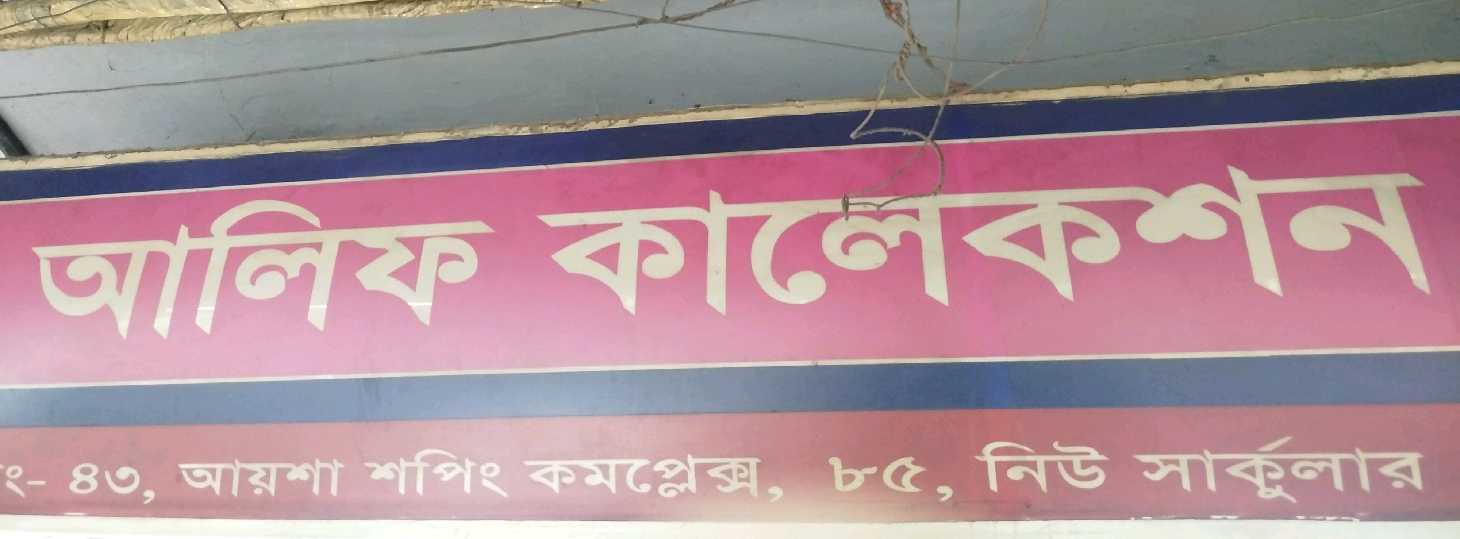 আলিফ কালেকশন
ং- ৪৩, আয়শা শপিং কমপ্লেক্স, ৮৫, নিউ সার্কুলার